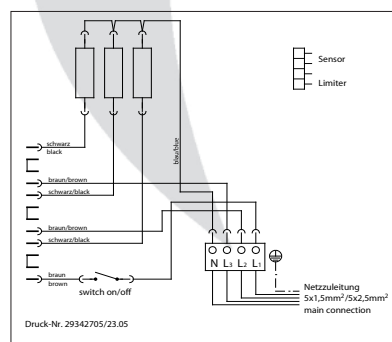 Sensor
Limiter
blau/blue
schwarz
black
braun/brown
schwarz/black
braun/brown
schwarz/black
braun
brown
switch on/off
N L3 L2 L1
Netzzuleitung
5x1,5mm²/5x2,5mm²
main connection
Druck-Nr. 29342705/23.05